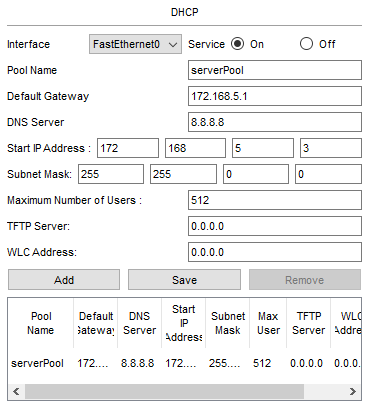 DHCP
Interface FastEthernet0 Service On Off
Pool Name serverPool
Default Gateway 172.168.5.1
DNS Server 8.8.8.8
Start IP Address : 172 168 5 3
Subnet Mask: 255 255 0 0
Maximum Number of Users : 512
TFTP Server: 0.0.0.0
WLC Address: 0.0.0.0
Add Save Remove
Pool Name Default Gateway DNS Server Start IP Address Subnet Mask Max User TFTP Server WLC Addre
serverPool 172.... 8.8.8.8 172.... 255.... 512 0.0.0.0 0.0.0.